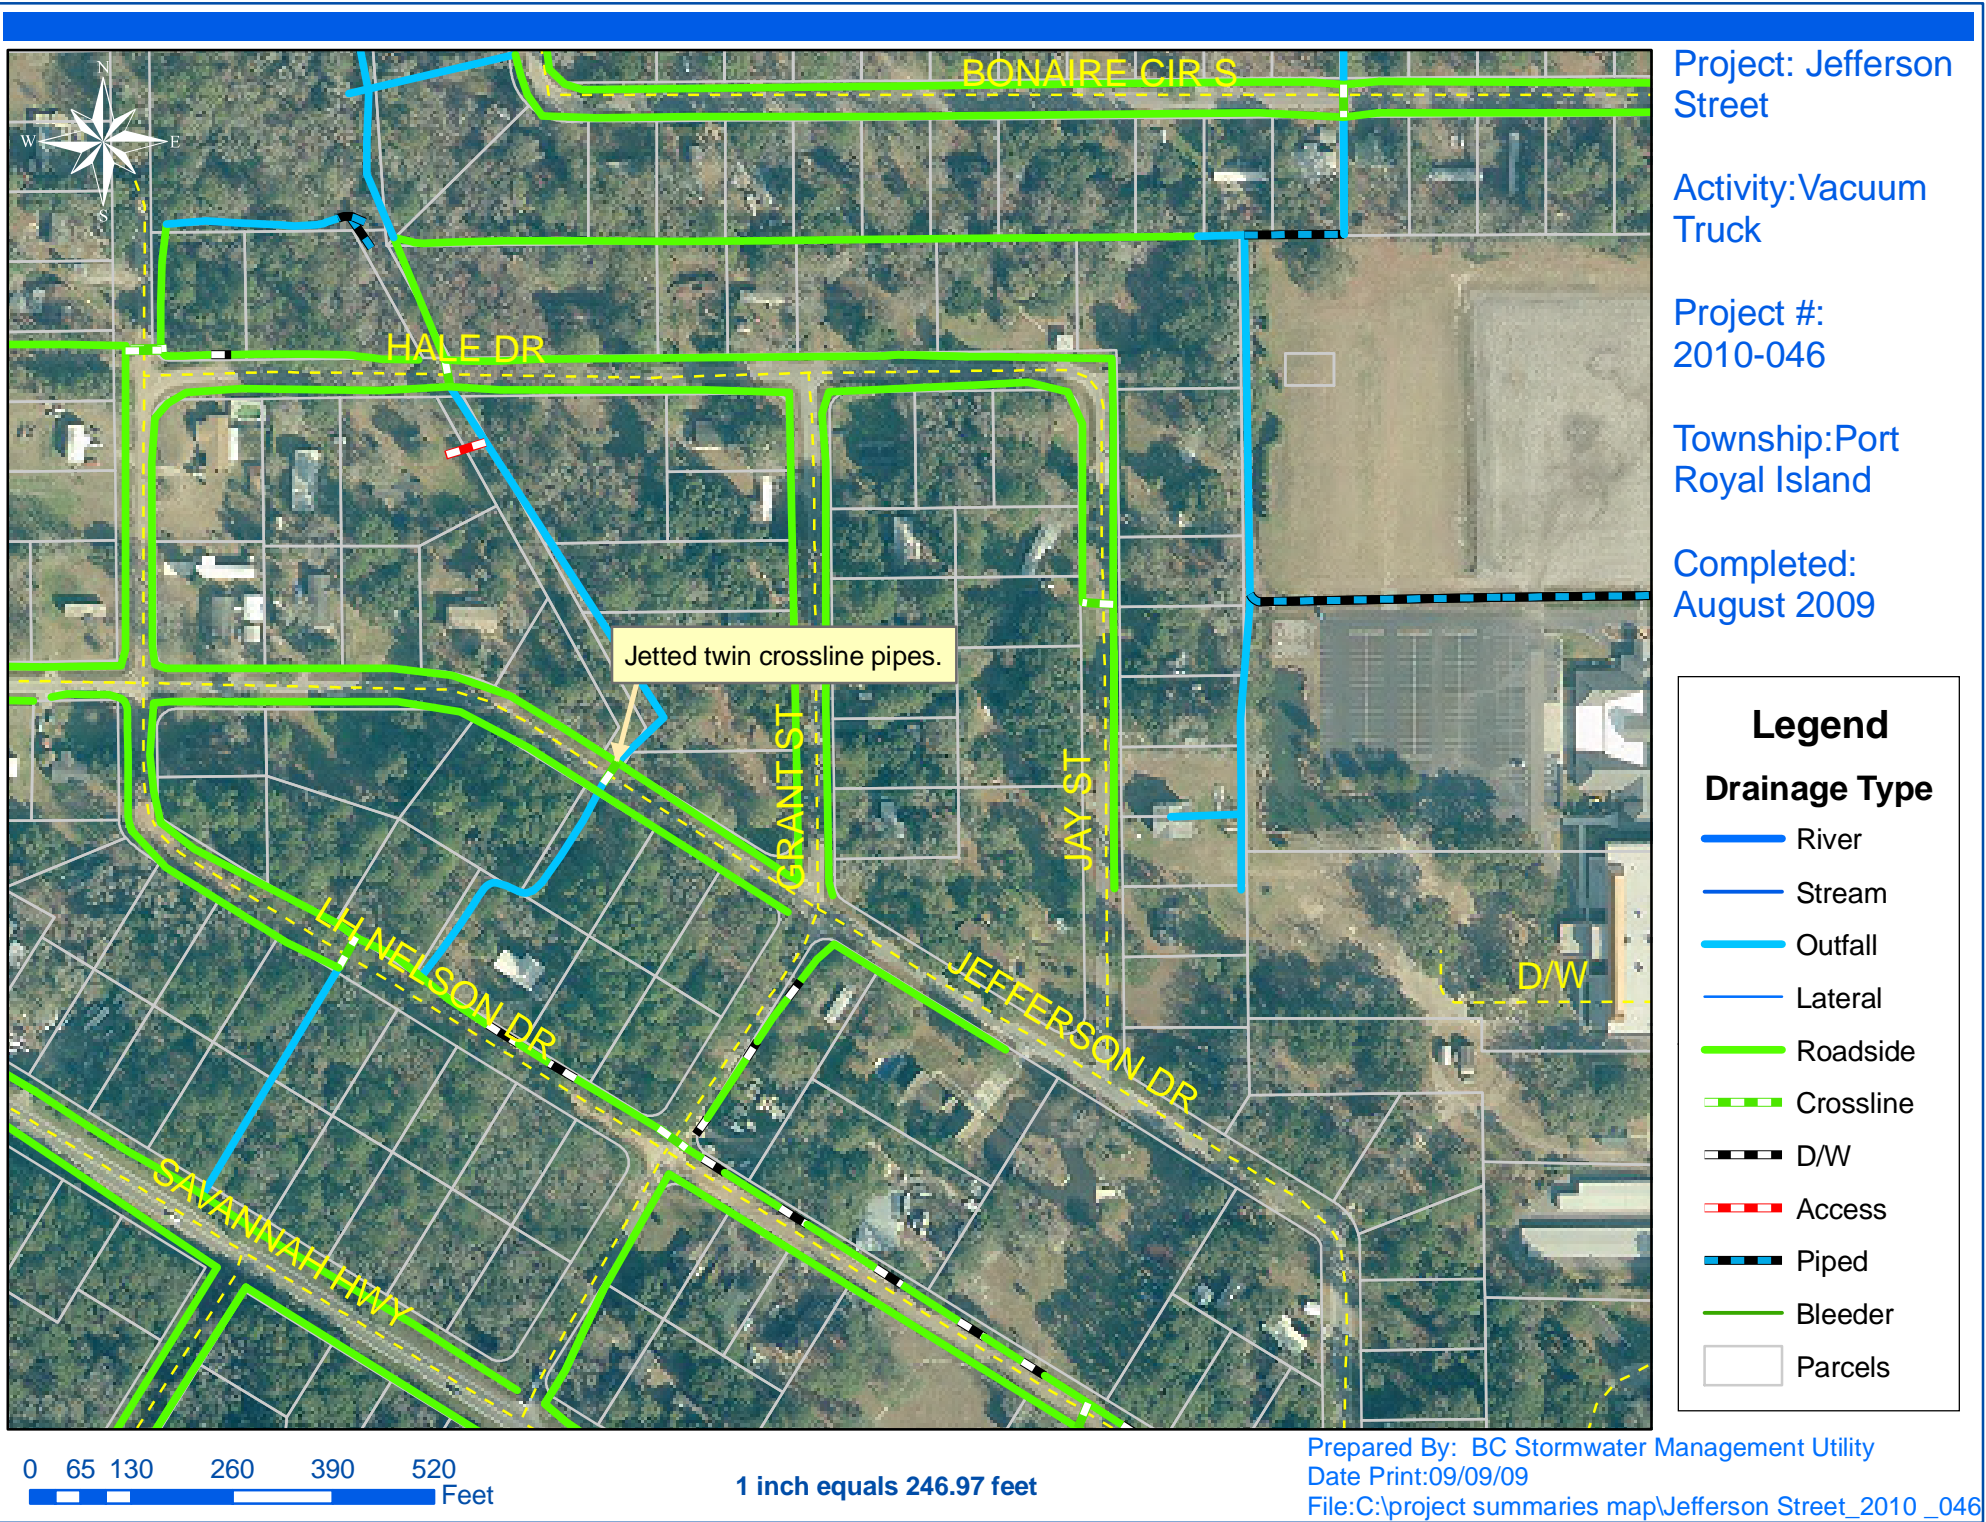 N
W
E
S
BONAIRE CIR S
HALE DR
Jetted twin crossline pipes.
GRANT ST
JAY ST
LH NELSON DR
JEFFERSON DR
D/W
SAVANNAH HWY
Project: Jefferson
Street
Activity:Vacuum
Truck
Project #:
2010-046
Township:Port
Royal Island
Completed:
August 2009
Legend
Drainage Type
River
Stream
Outfall
Lateral
Roadside
Crossline
D/W
Access
Piped
Bleeder
Parcels
0 65 130 260 390 520
Feet
1 inch equals 246.97 feet
Prepared By: BC Stormwater Management Utility
Date Print:09/09/09
File:C:\project summaries map\Jefferson Street_2010 _046